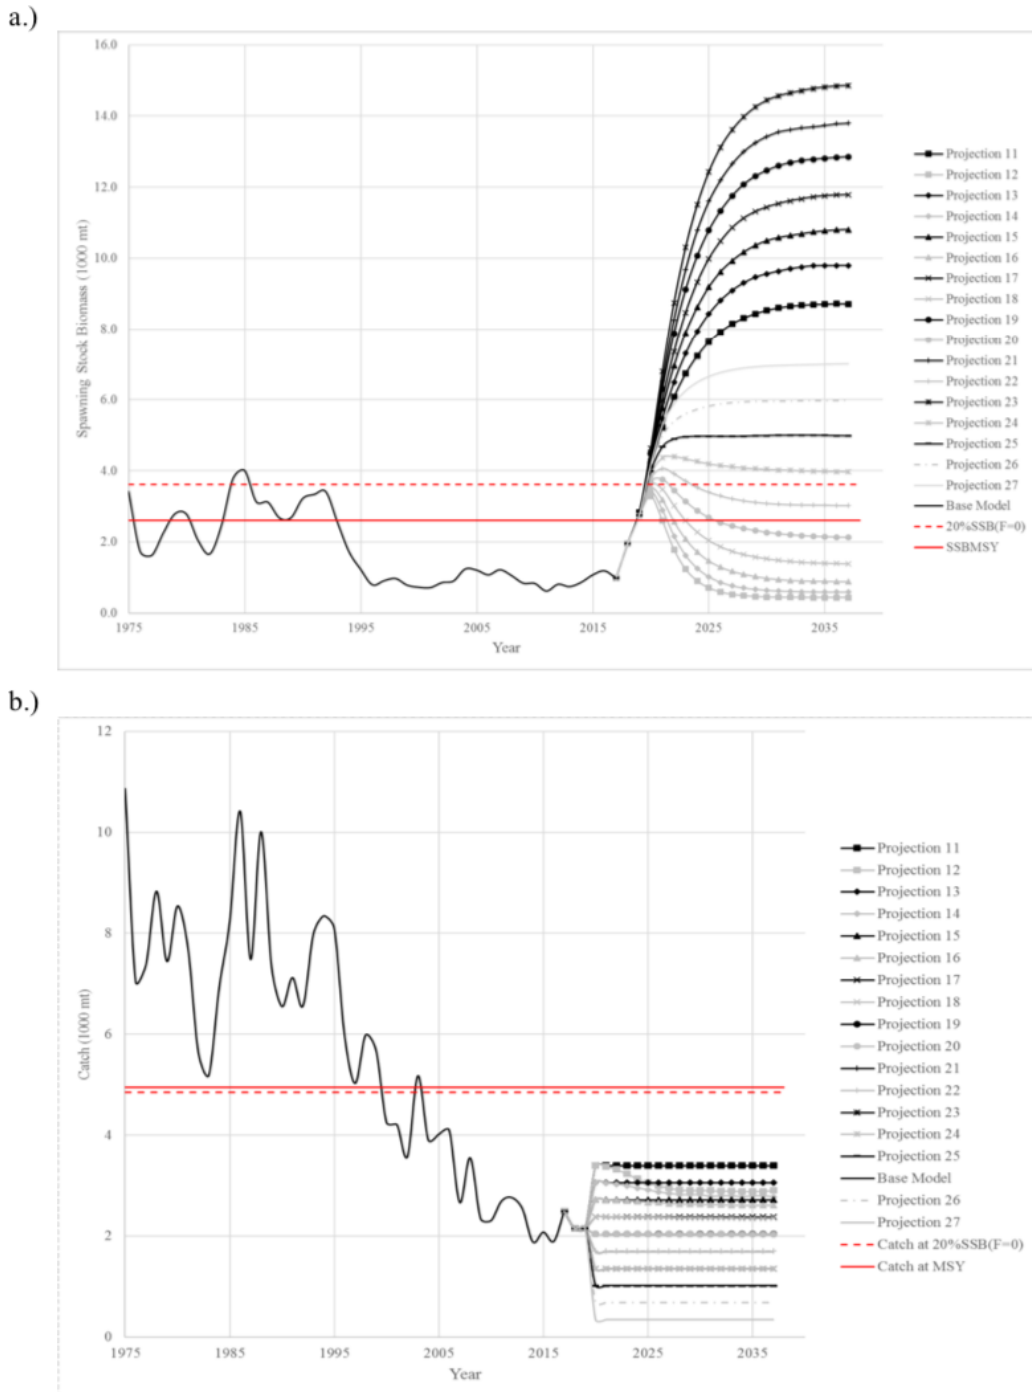 a.)
16.0
14.0
12.0
10.0
8.0
6.0
4.0
2.0
0.0
Spawning Stock Biomass (1000 mt)
1975 1985 1995 2005 2015 2025 2035
Year
Projection 11
Projection 12
Projection 13
Projection 14
Projection 15
Projection 16
Projection 17
Projection 18
Projection 19
Projection 20
Projection 21
Projection 22
Projection 23
Projection 24
Projection 25
Projection 26
Projection 27
Base Model
20%SSB(F=0)
SSBMSY
b.)
12
10
8
6
4
2
0
Catch (1000 mt)
1975 1985 1995 2005 2015 2025 2035
Year
Projection 11
Projection 12
Projection 13
Projection 14
Projection 15
Projection 16
Projection 17
Projection 18
Projection 19
Projection 20
Projection 21
Projection 22
Projection 23
Projection 24
Projection 25
Base Model
Projection 26
Projection 27
Catch at 20%SSB(F=0)
Catch at MSY